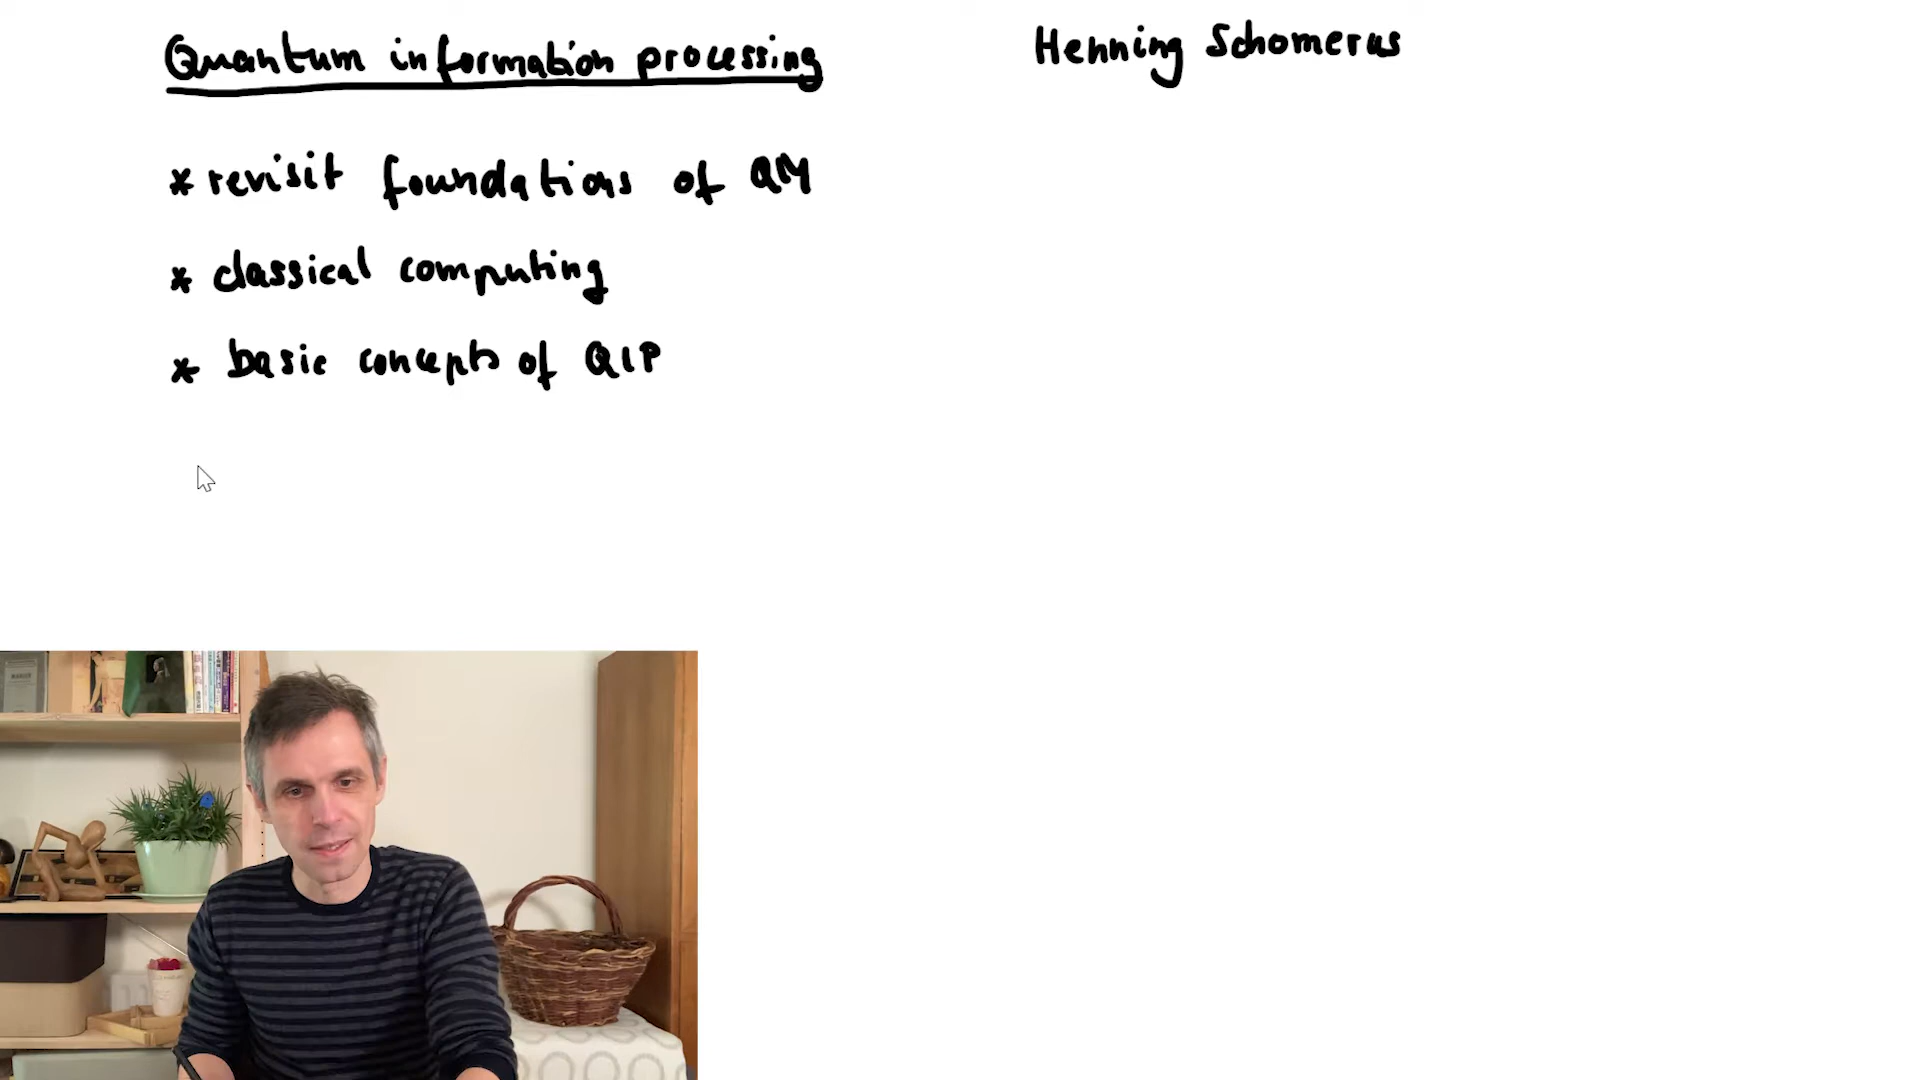 Quantum information processing
Henning Schomerus
* revisit foundations of QM
* classical computing
* basic concepts of QIP